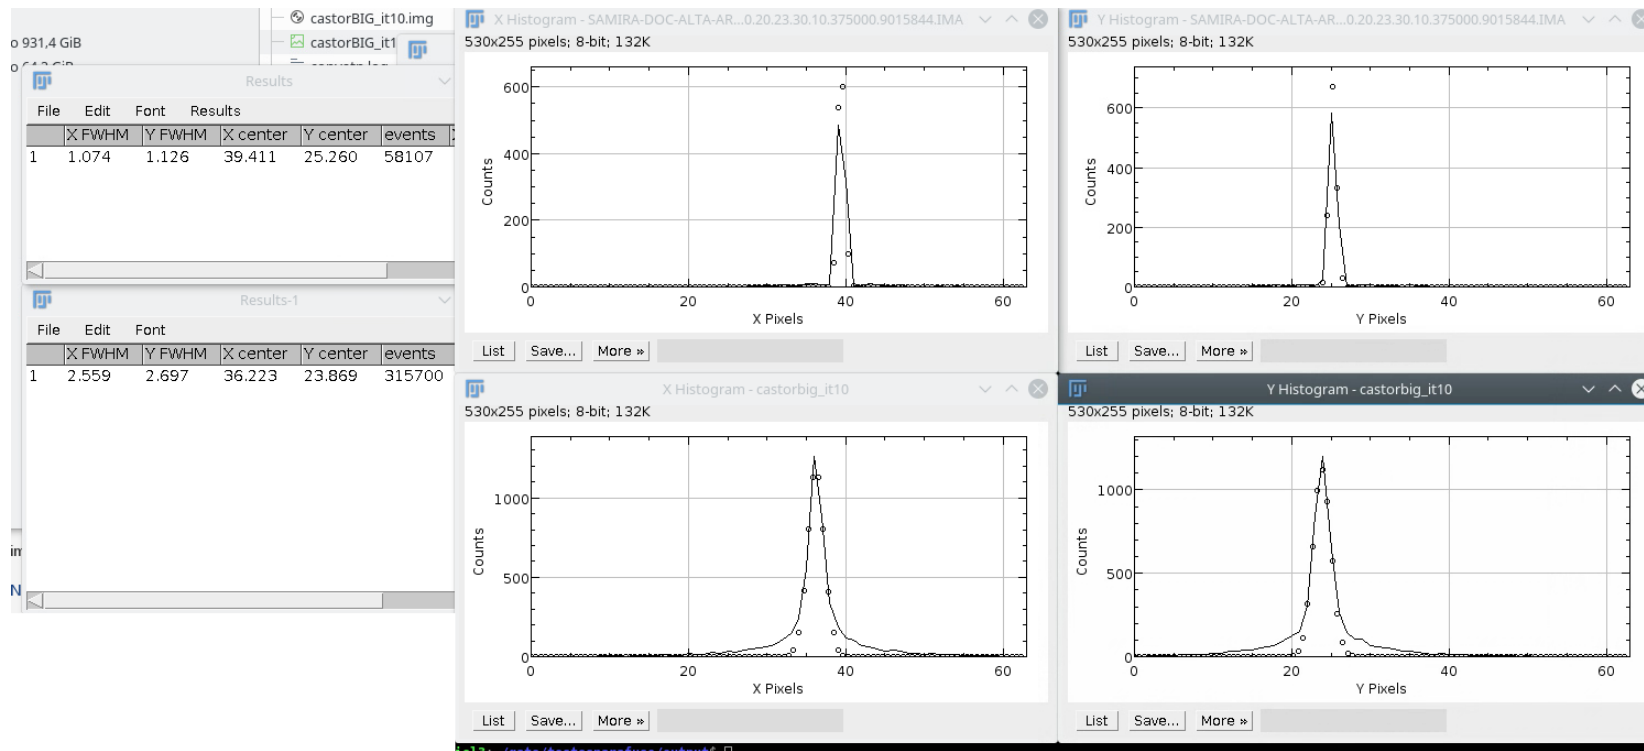 castorBIG_it10.img
o 931,4 GiB
castorBIG_it1
Results
File Edit Font Results
X FWHM Y FWHM X center Y center events
1 1.074 1.126 39.411 25.260 58107
Results-1
File Edit Font
X FWHM Y FWHM X center Y center events
1 2.559 2.697 36.223 23.869 315700
X Histogram - SAMIRA-DOC-ALTA-AR...0.20.23.30.10.375000.9015844.IMA
530x255 pixels; 8-bit; 132K
600
400
200
0
Counts
0 20 40 60
X Pixels
List Save... More »
Y Histogram - SAMIRA-DOC-ALTA-AR...0.20.23.30.10.375000.9015844.IMA
530x255 pixels; 8-bit; 132K
600
400
200
0
Counts
0 20 40 60
Y Pixels
List Save... More »
X Histogram - castorbig_it10
530x255 pixels; 8-bit; 132K
1000
500
0
Counts
0 20 40 60
X Pixels
List Save... More »
Y Histogram - castorbig_it10
530x255 pixels; 8-bit; 132K
1000
500
0
Counts
0 20 40 60
Y Pixels
List Save... More »